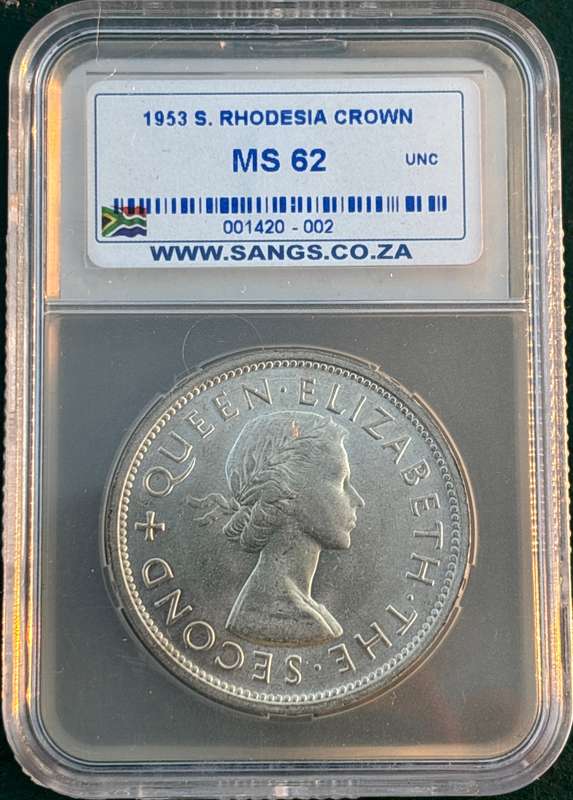 1953 S. RHODESIA CROWN
MS 62 UNC
001420 - 002
WWW.SANGS.CO.ZA
QUEEN · ELIZABETH · THE · SECOND